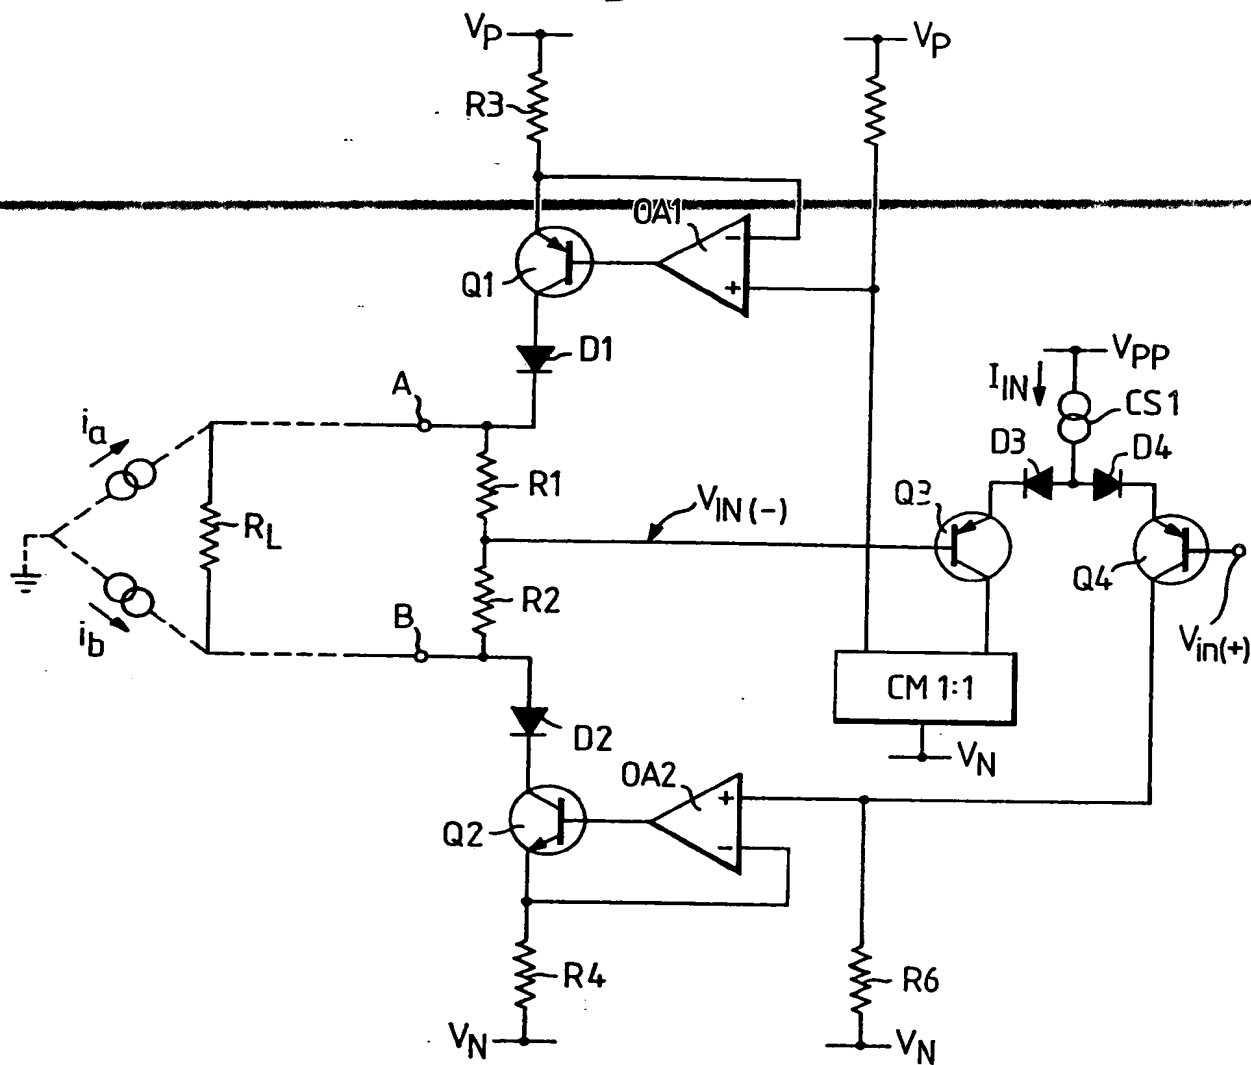 VP
VP
R3
OA1
−
+
Q1
D1
VPP
IIN
CS1
A
D3
D4
ia
R1
Q3
VIN(−)
RL
R2
Q4
B
ib
Vin(+)
CM 1:1
D2
VN
OA2
+
−
Q2
R4
R6
VN
VN